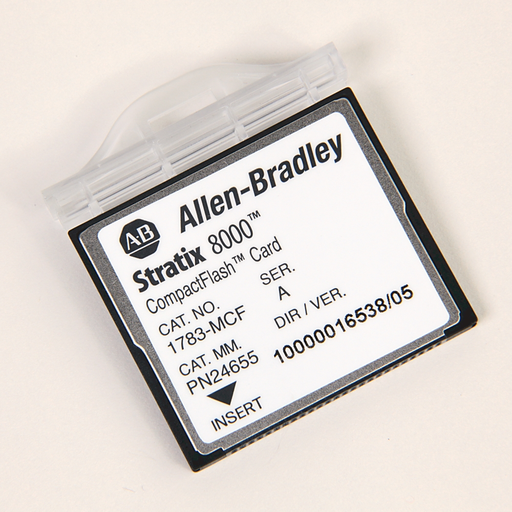 A·B Allen-Bradley
Stratix 8000™
CompactFlash™ Card
CAT. NO. SER.
1783-MCF A
CAT. MM. DIR / VER.
PN24655 10000016538/05
INSERT